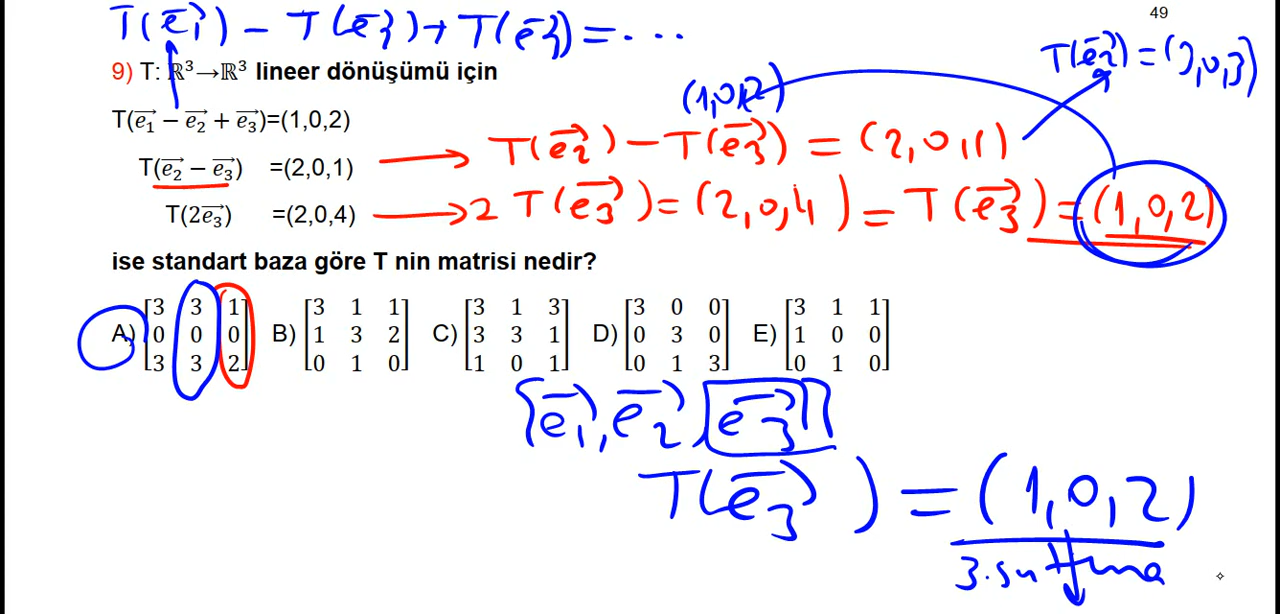 49
T(e₁) − T(e₂) + T(e₃) = ...
T(e₂) = (3,0,3)
9) T: ℝ³→ℝ³ lineer dönüşümü için
(1,0,2)
T(e₁ − e₂ + e₃)=(1,0,2)
T(e₂ − e₃) =(2,0,1) → T(e₂) − T(e₃) = (2,0,1)
T(2e₃) =(2,0,4) → 2 T(e₃) = (2,0,4) = T(e₃) = (1,0,2)
ise standart baza göre T nin matrisi nedir?
A) [3 3 1] B) [3 1 1] C) [3 1 3] D) [3 0 0] E) [3 1 1]
[0 0 0] [1 3 2] [3 3 1] [0 3 0] [1 0 0]
[3 3 2] [0 1 0] [1 0 1] [0 1 3] [0 1 0]
{e₁, e₂, e₃}
T(e₃) = (1,0,2)
3.sütuna